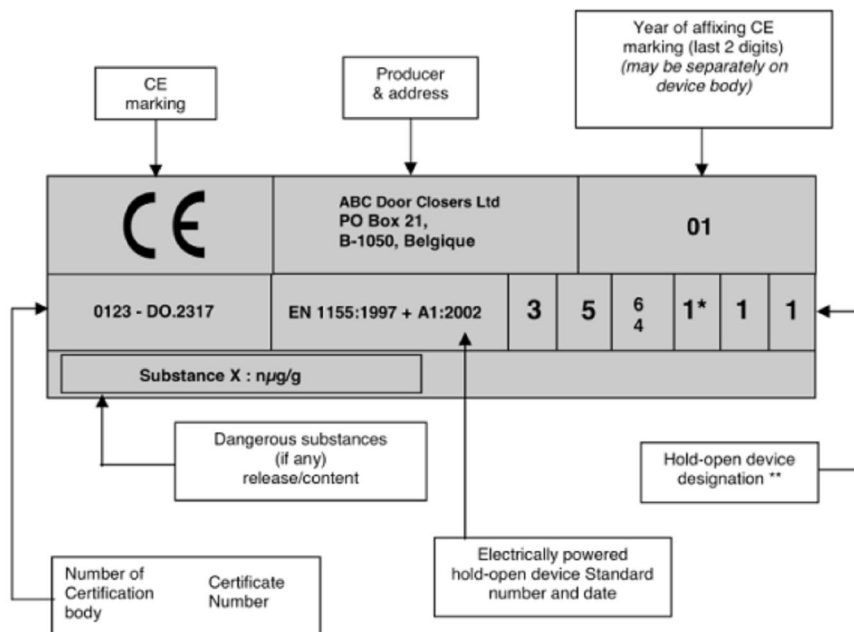 Year of affixing CE
marking (last 2 digits)
(may be separately on
device body)
CE
marking
Producer
& address
CE
ABC Door Closers Ltd
PO Box 21,
B-1050, Belgique
01
0123 - DO.2317
EN 1155:1997 + A1:2002
3
5
6
4
1*
1
1
Substance X : nµg/g
Dangerous substances
(if any)
release/content
Hold-open device
designation **
Number of
Certification
body
Certificate
Number
Electrically powered
hold-open device Standard
number and date